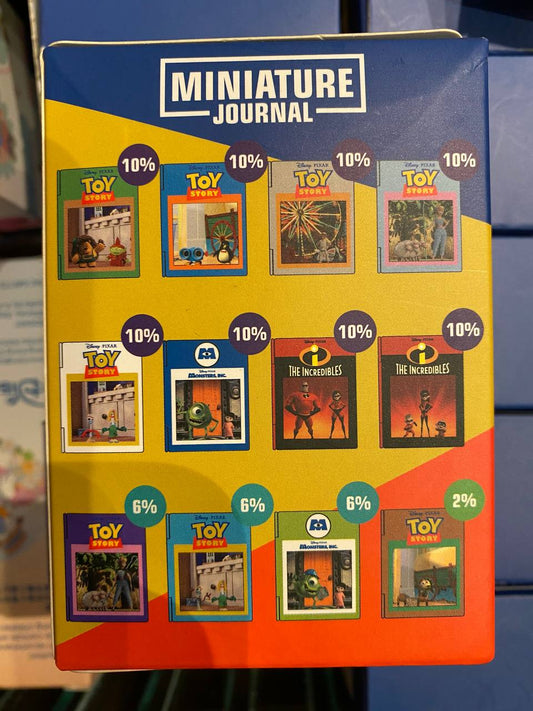 MINIATURE
JOURNAL
10% 10% 10% 10%
Disney · PIXAR Disney · PIXAR Disney · PIXAR Disney · PIXAR
TOY TOY TOY TOY
STORY STORY STORY STORY
10% 10% 10% 10%
Disney · PIXAR
TOY
STORY
M
MONSTERS, INC.
i
THE INCREDIBLES
i
THE INCREDIBLES
6% 6% 6% 2%
TOY
STORY
Disney · PIXAR
TOY
STORY
M
MONSTERS, INC.
Disney · PIXAR
TOY
STORY